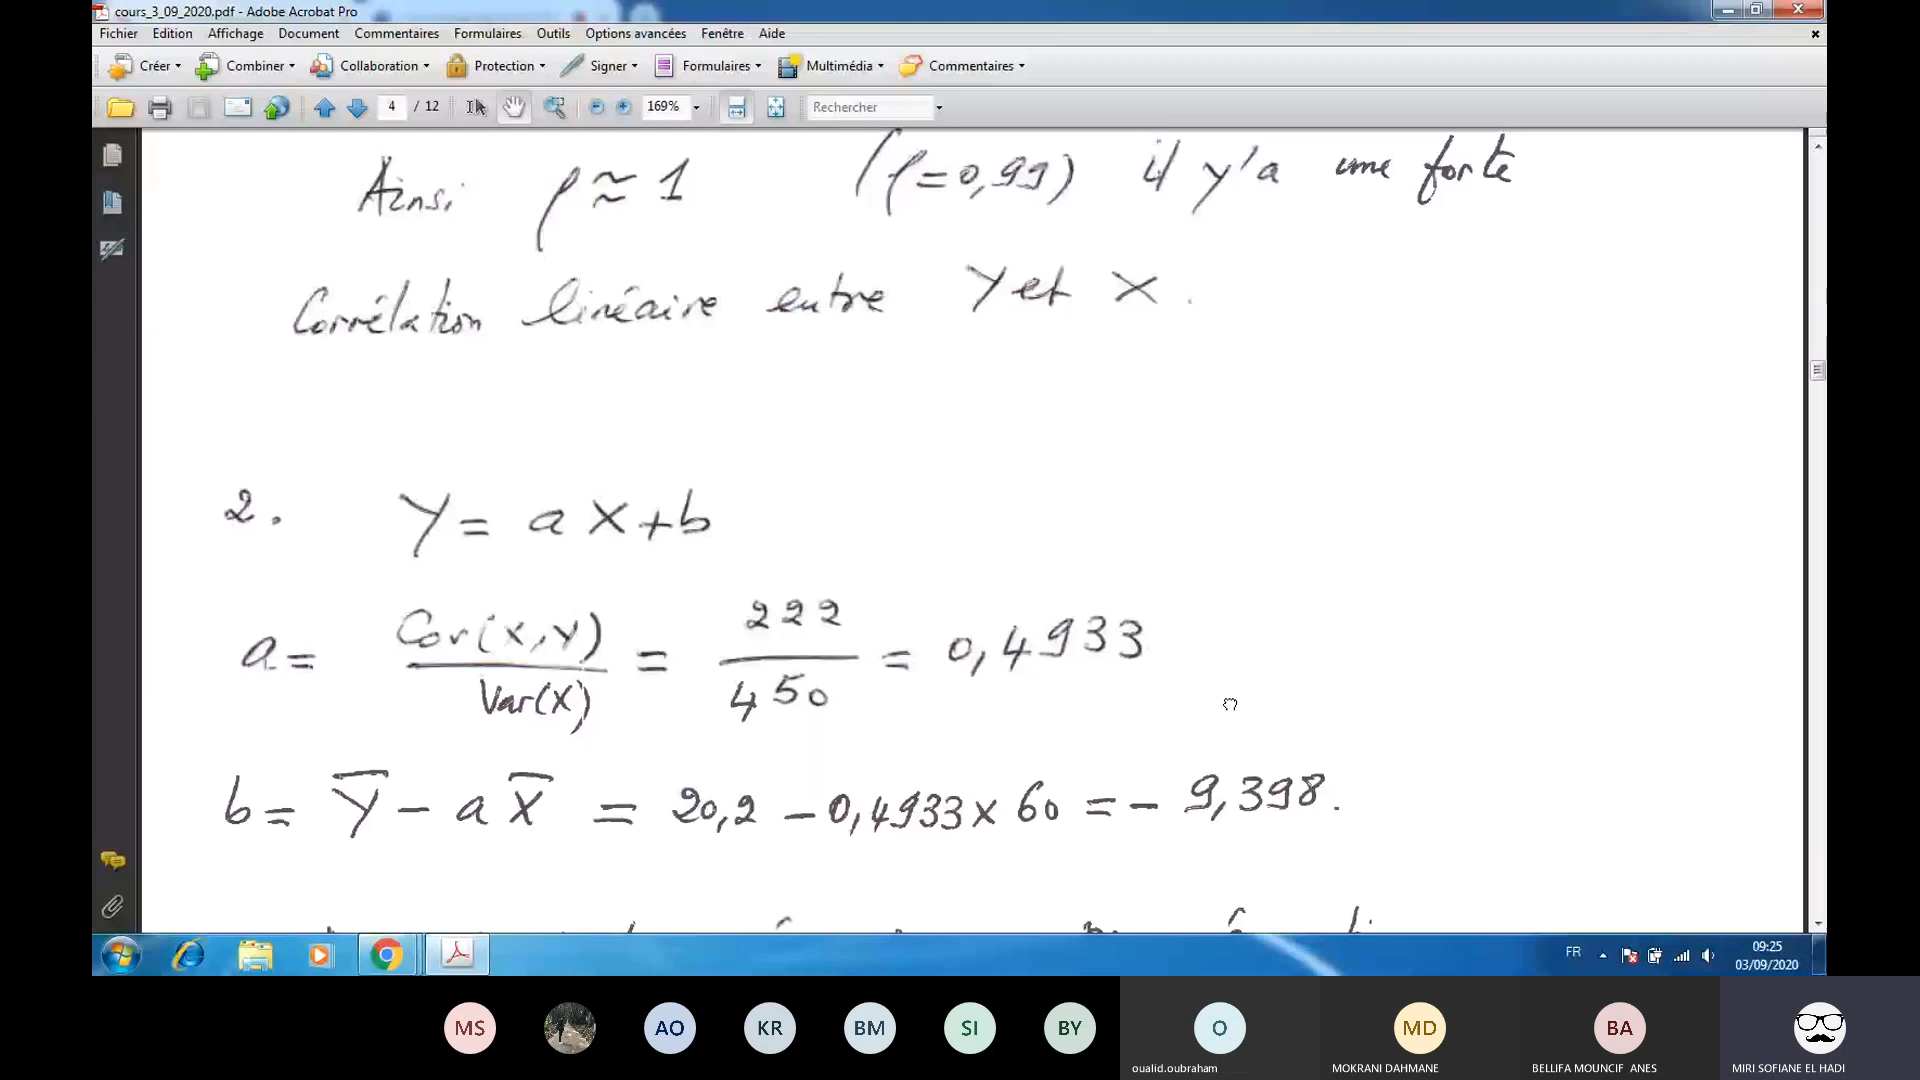 cours_3_09_2020.pdf - Adobe Acrobat Pro
Fichier Edition Affichage Document Commentaires Formulaires Outils Options avancées Fenêtre Aide
Créer Combiner Collaboration Protection Signer Formulaires Multimédia Commentaires
4 / 12 169% Rechercher
Ainsi ρ ≈ 1 (ρ = 0,99) il y'a une forte
Corrélation linéaire entre Y et X .
2. Y = a X + b
a = Cov(X,Y) / Var(X) = 222 / 450 = 0,4933
b = Y̅ - a X̅ = 20,2 - 0,4933 × 60 = - 9,398.
FR 09:25
03/09/2020
MS AO KR BM SI BY O MD BA
oualid.oubraham MOKRANI DAHMANE BELLIFA MOUNCIF ANES MIRI SOFIANE EL HADI